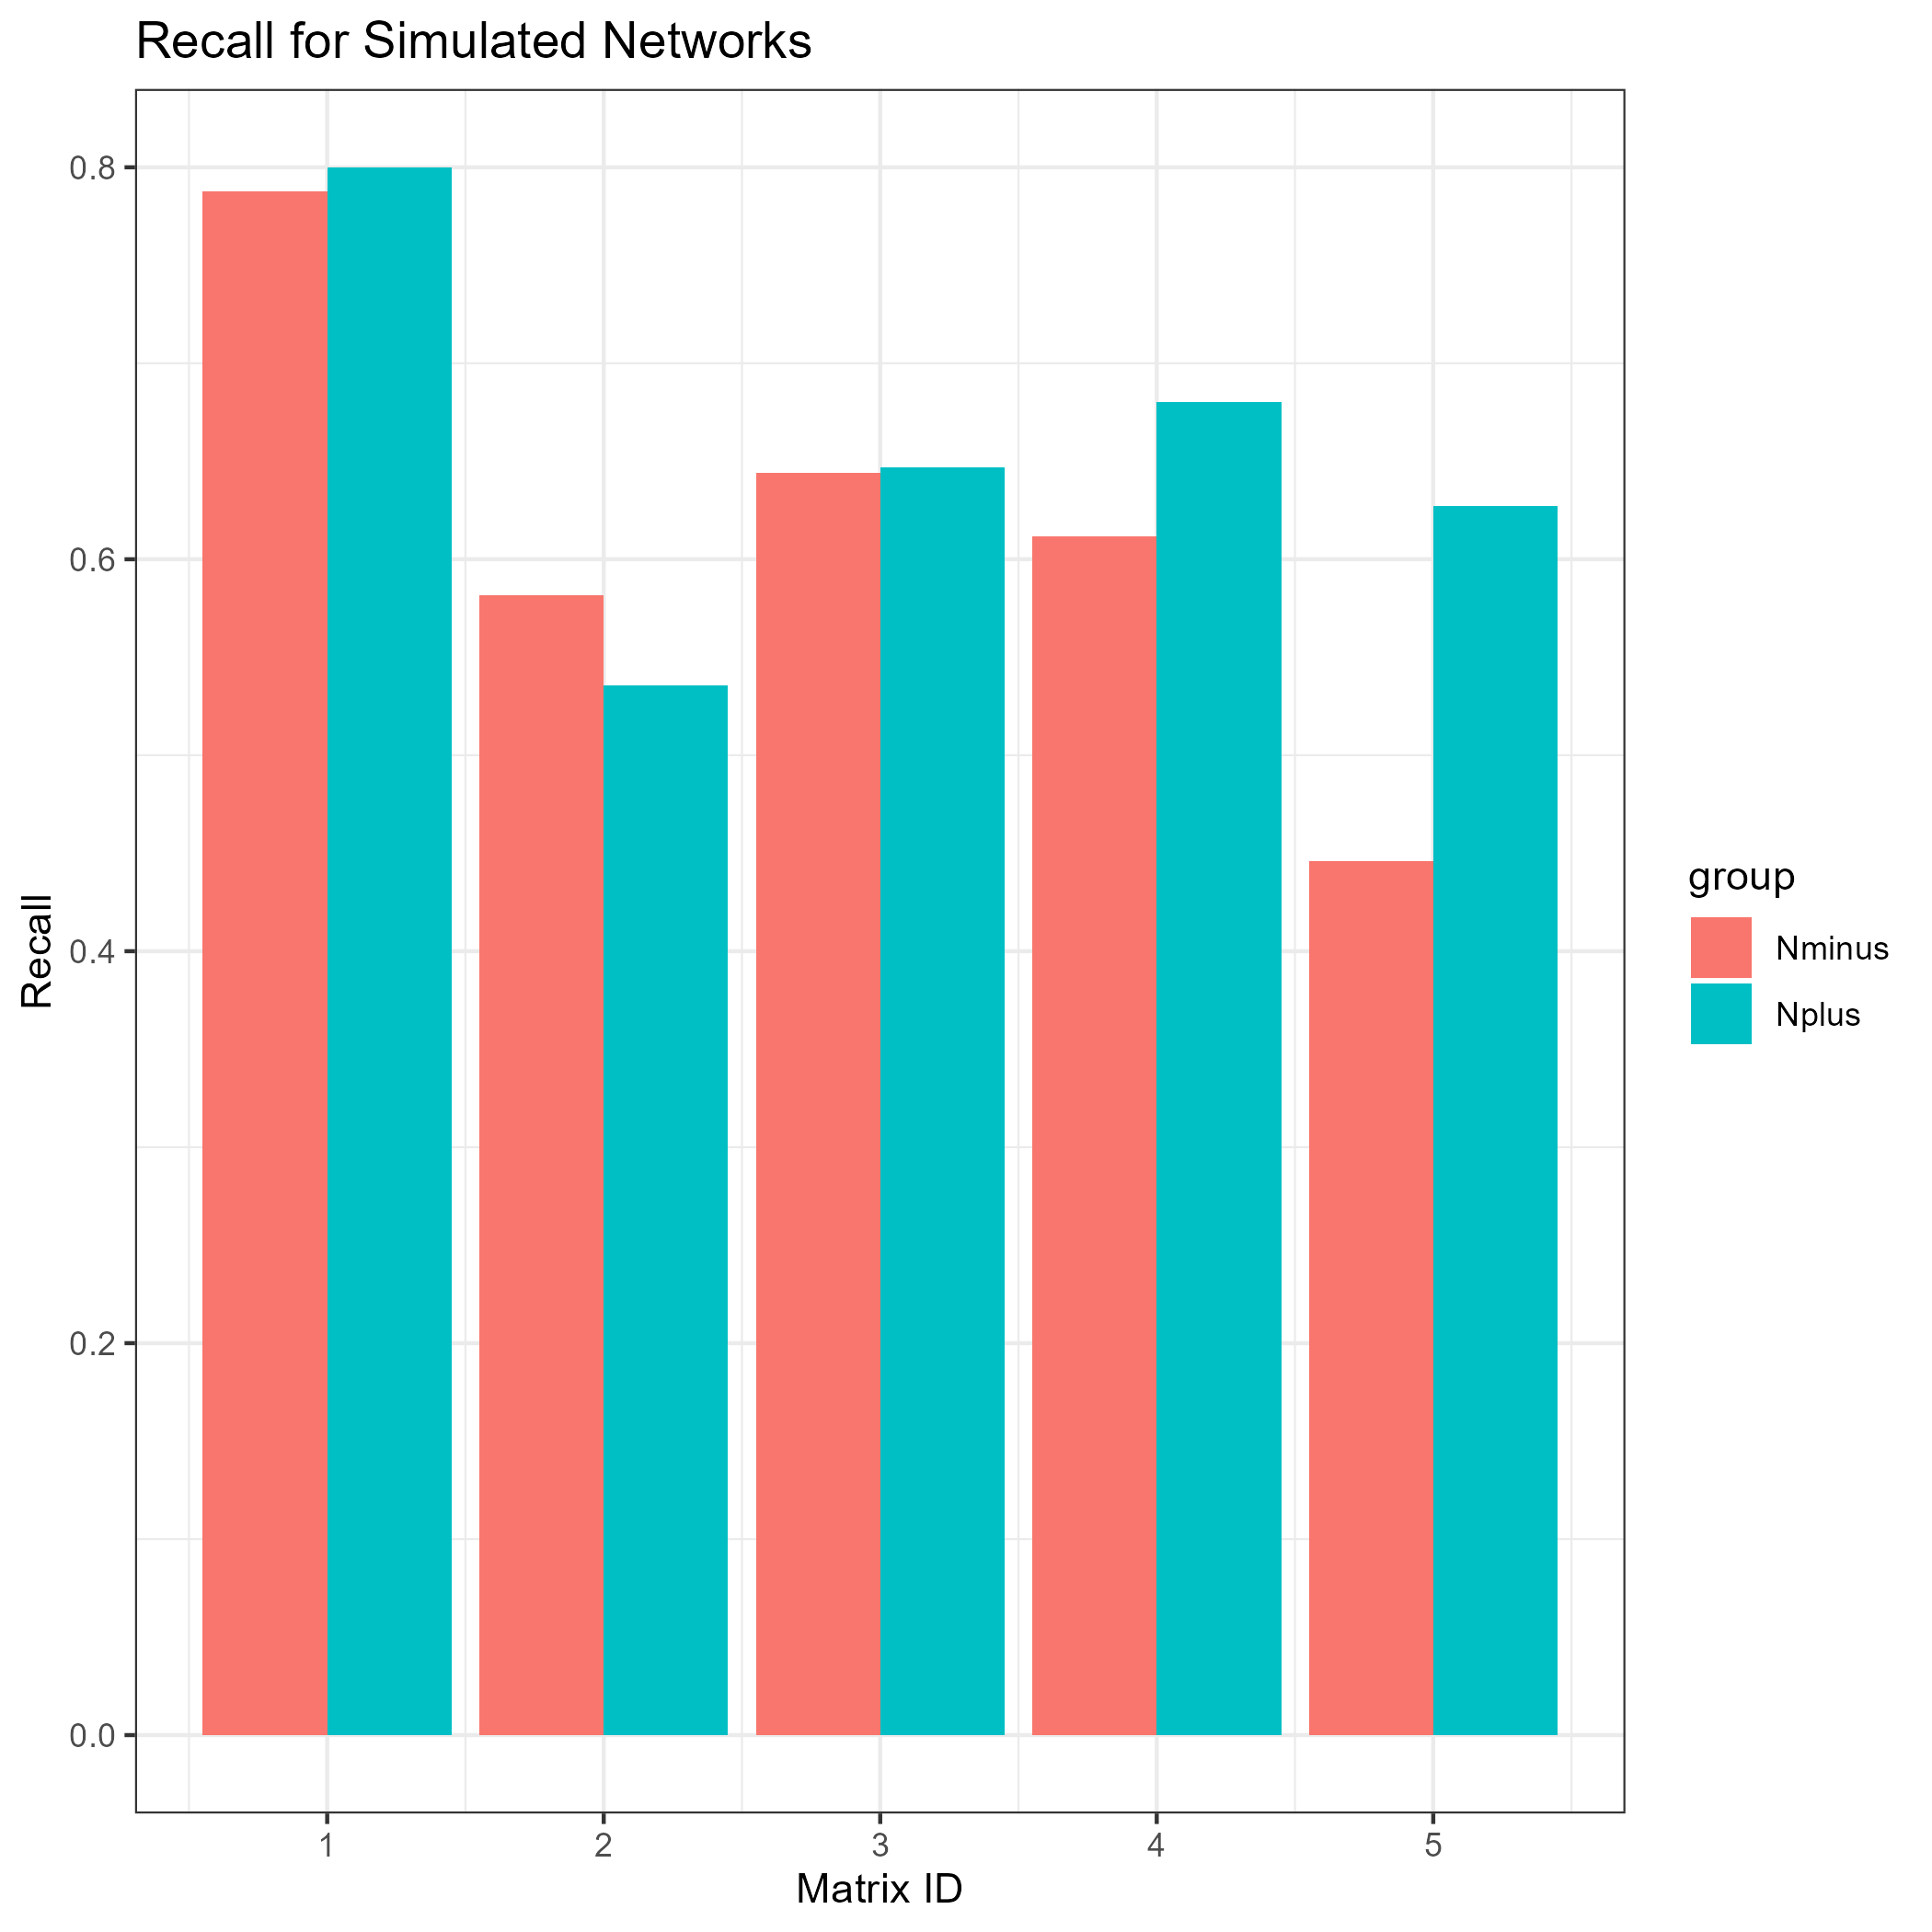 Recall for Simulated Networks
Recall
0.8
0.6
0.4
0.2
0.0
1 2 3 4 5
Matrix ID
group
Nminus
Nplus